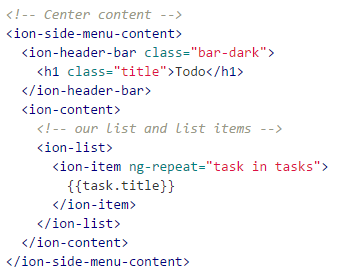 <!-- Center content -->
<ion-side-menu-content>
  <ion-header-bar class="bar-dark">
    <h1 class="title">Todo</h1>
  </ion-header-bar>
  <ion-content>
    <!-- our list and list items -->
    <ion-list>
      <ion-item ng-repeat="task in tasks">
        {{task.title}}
      </ion-item>
    </ion-list>
  </ion-content>
</ion-side-menu-content>